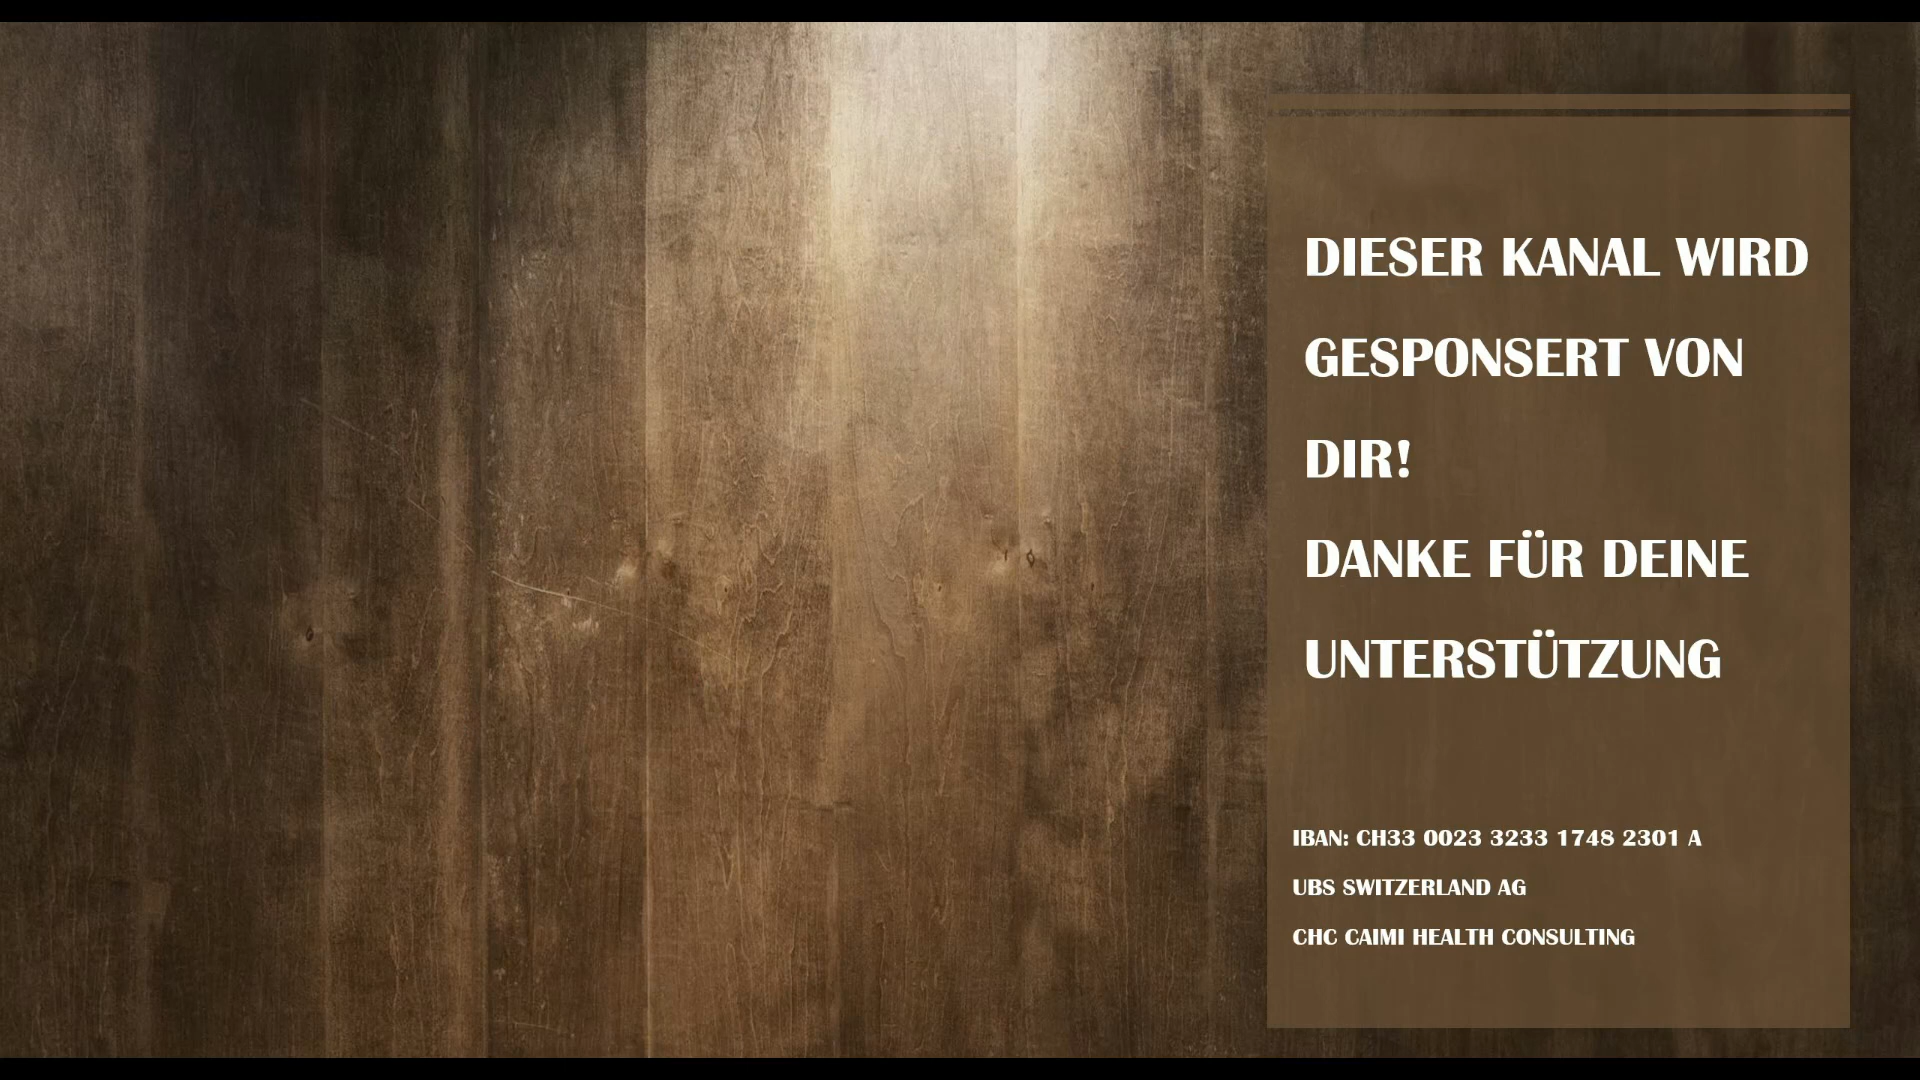 DIESER KANAL WIRD
GESPONSERT VON
DIR!
DANKE FÜR DEINE
UNTERSTÜTZUNG
IBAN: CH33 0023 3233 1748 2301 A
UBS SWITZERLAND AG
CHC CAIMI HEALTH CONSULTING